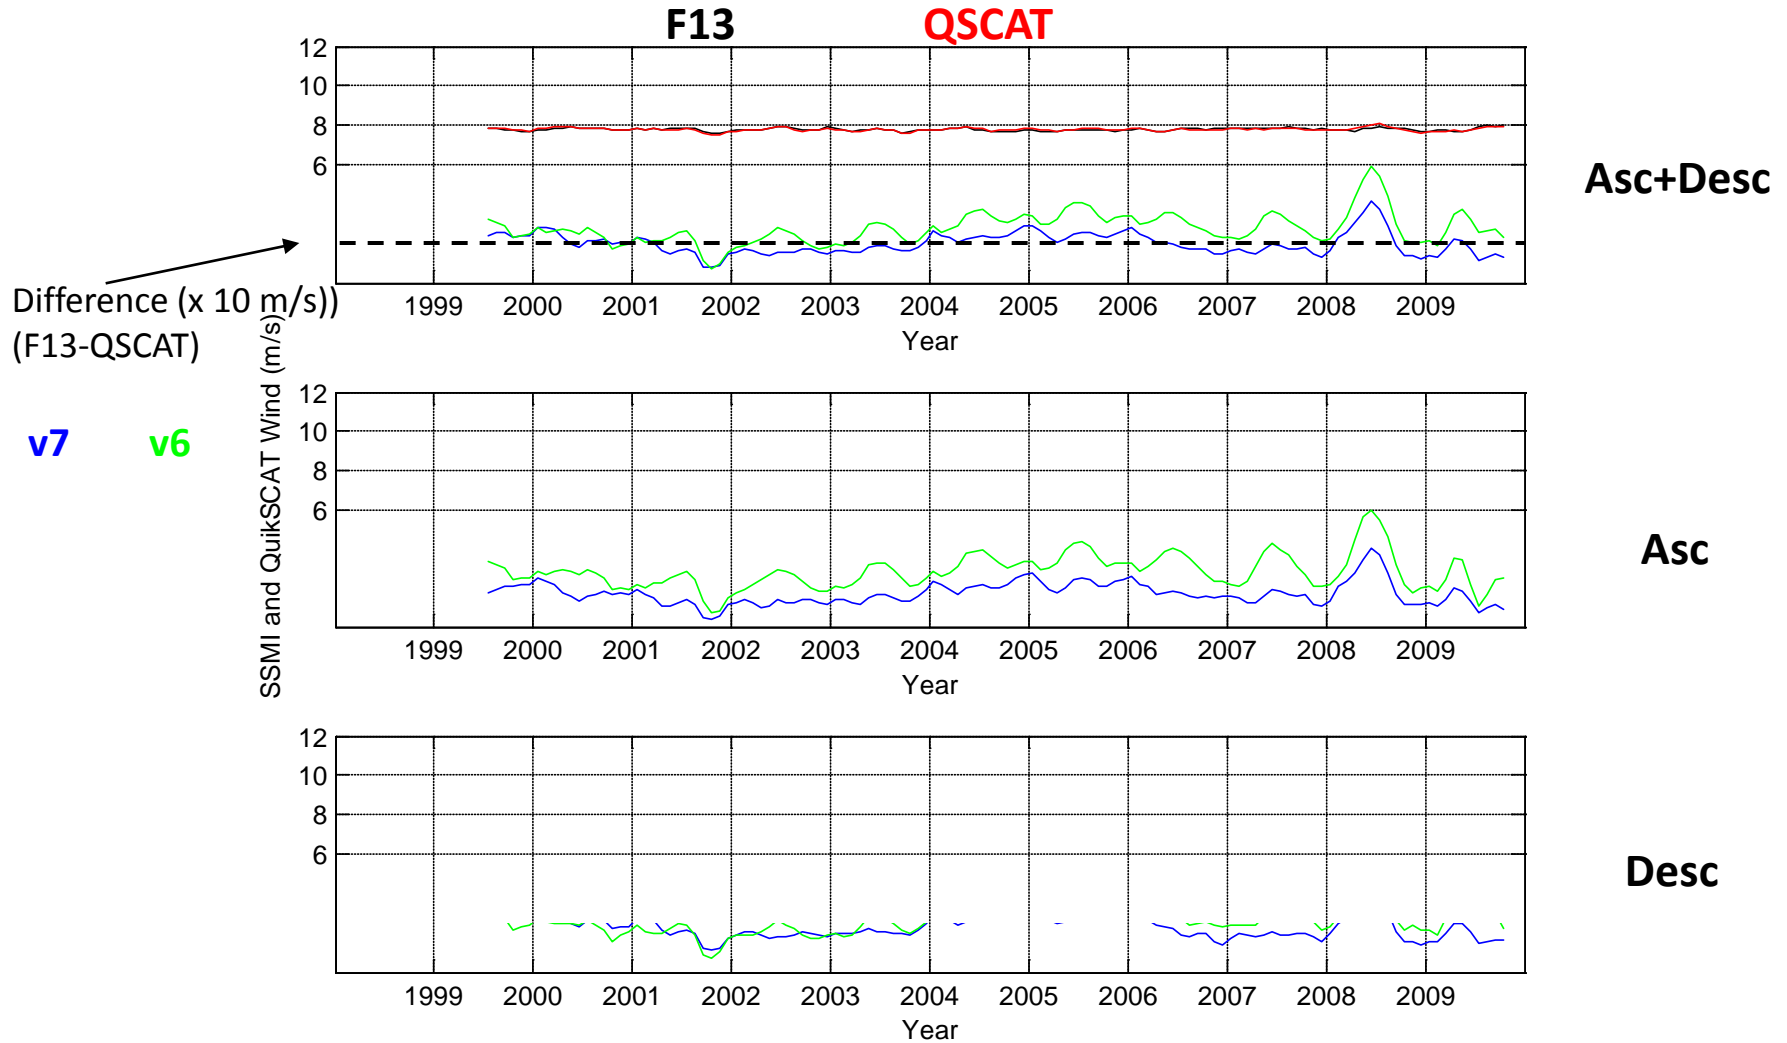 F13 QSCAT
12
10
8
6
Asc+Desc
Difference (x 10 m/s))
(F13-QSCAT)
1999 2000 2001 2002 2003 2004 2005 2006 2007 2008 2009
Year
v7 v6
SSMI and QuikSCAT Wind (m/s)
12
10
8
6
Asc
1999 2000 2001 2002 2003 2004 2005 2006 2007 2008 2009
Year
12
10
8
6
Desc
1999 2000 2001 2002 2003 2004 2005 2006 2007 2008 2009
Year